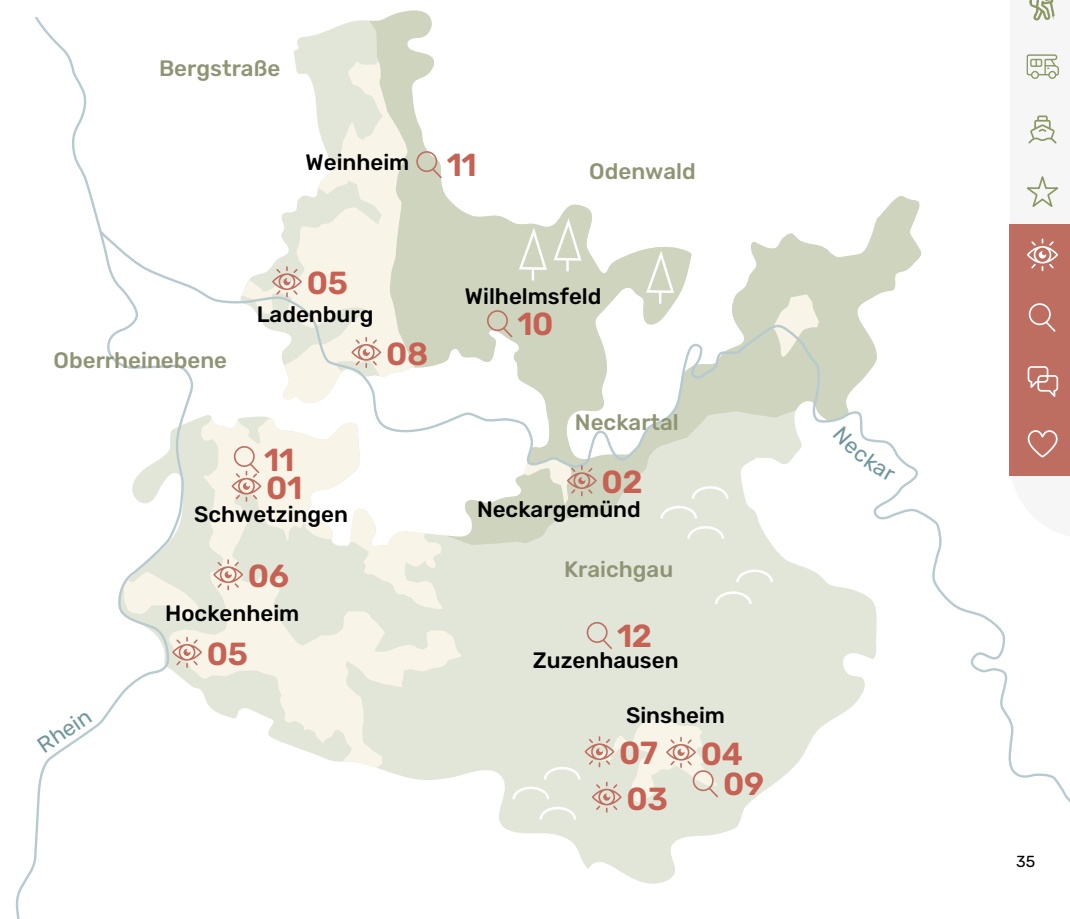 Bergstraße
Weinheim 11
Odenwald
05
Ladenburg
Wilhelmsfeld
10
08
Oberrheinebene
Neckartal
Neckar
11
01
Schwetzingen
02
Neckargemünd
06
Kraichgau
Hockenheim
05
12
Zuzenhausen
Rhein
Sinsheim
07 04
09
03
35